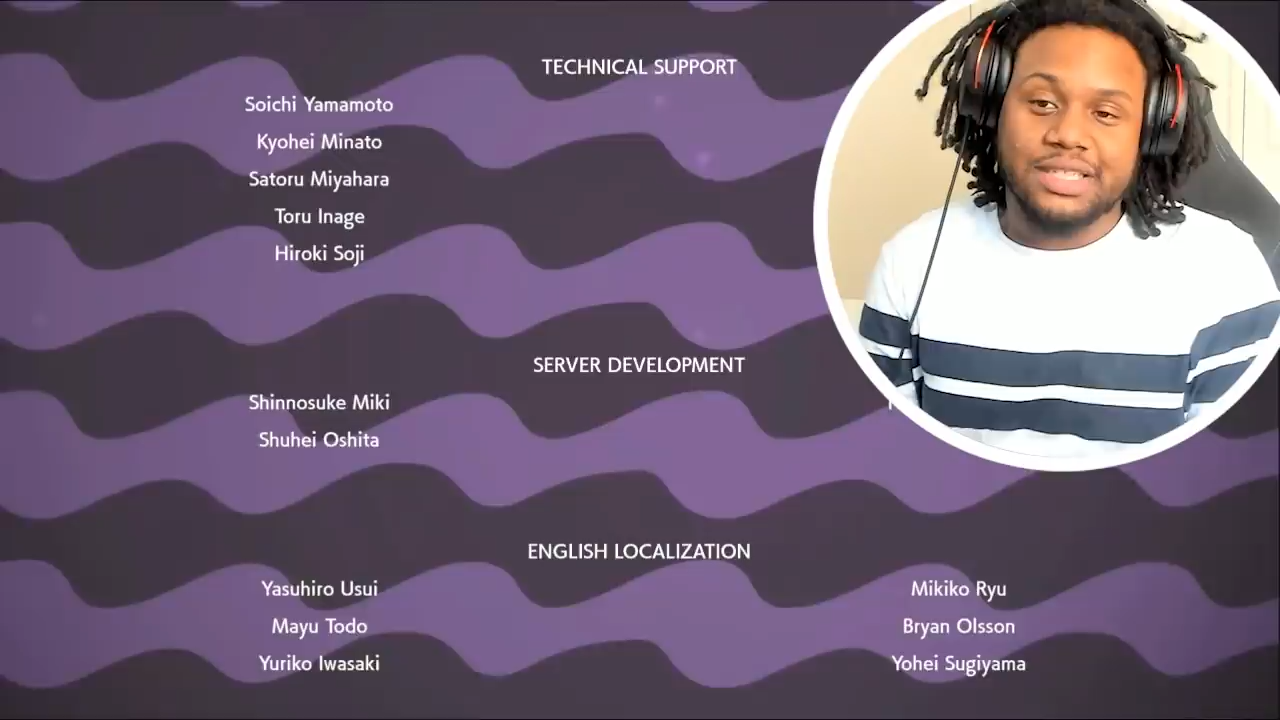 TECHNICAL SUPPORT
Soichi Yamamoto
Kyohei Minato
Satoru Miyahara
Toru Inage
Hiroki Soji
SERVER DEVELOPMENT
Shinnosuke Miki
Shuhei Oshita
ENGLISH LOCALIZATION
Yasuhiro Usui
Mikiko Ryu
Mayu Todo
Bryan Olsson
Yuriko Iwasaki
Yohei Sugiyama